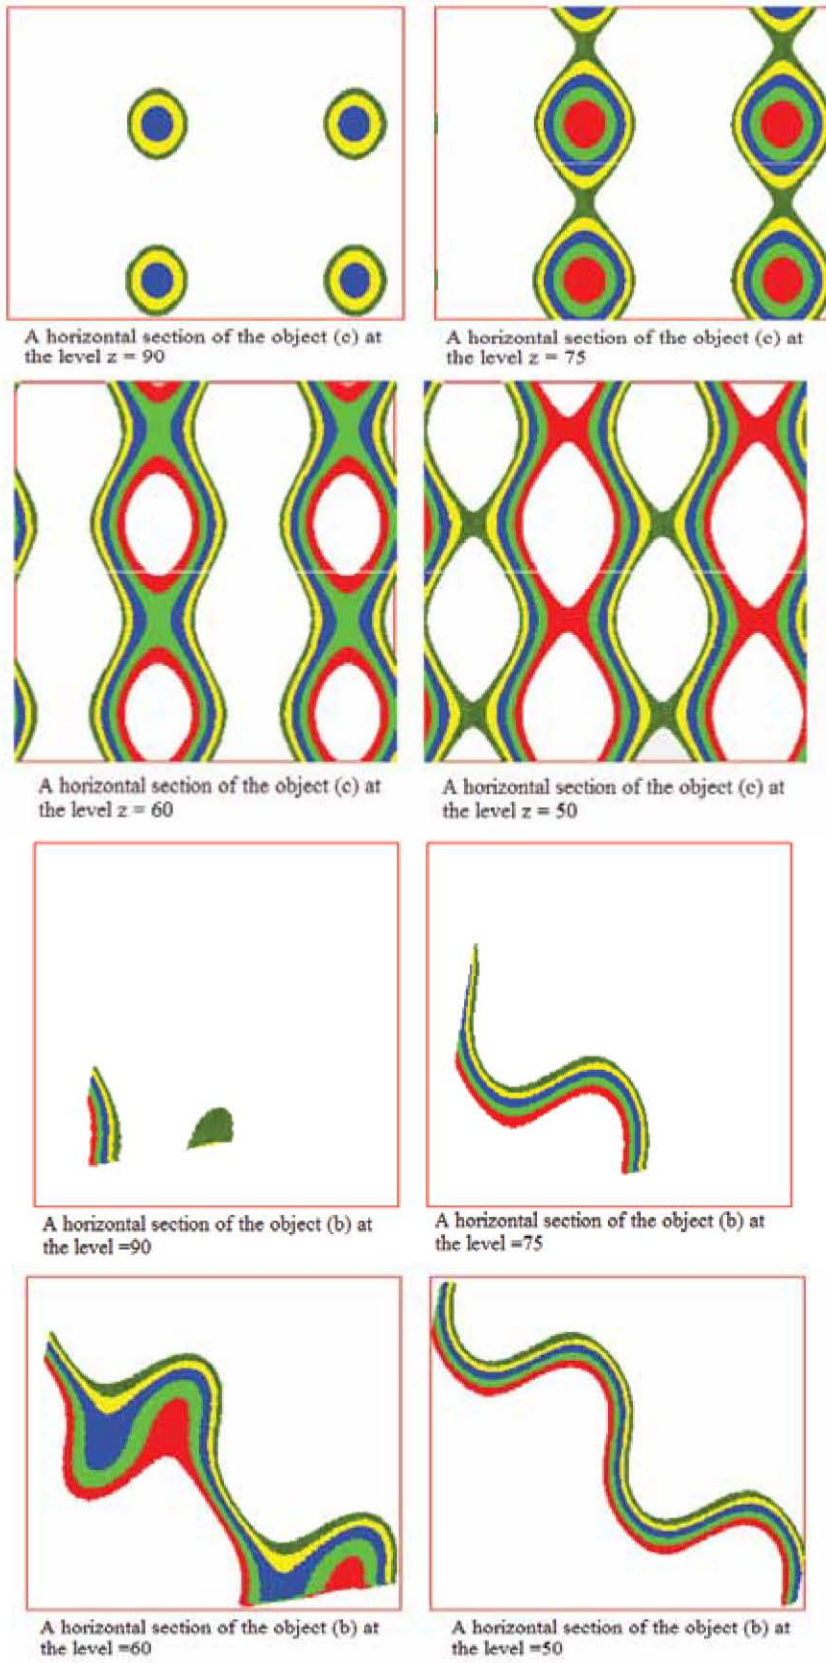 A horizontal section of the object (c) at
the level z = 90
A horizontal section of the object (c) at
the level z = 75
A horizontal section of the object (c) at
the level z = 60
A horizontal section of the object (c) at
the level z = 50
A horizontal section of the object (b) at
the level =90
A horizontal section of the object (b) at
the level =75
A horizontal section of the object (b) at
the level =60
A horizontal section of the object (b) at
the level =50